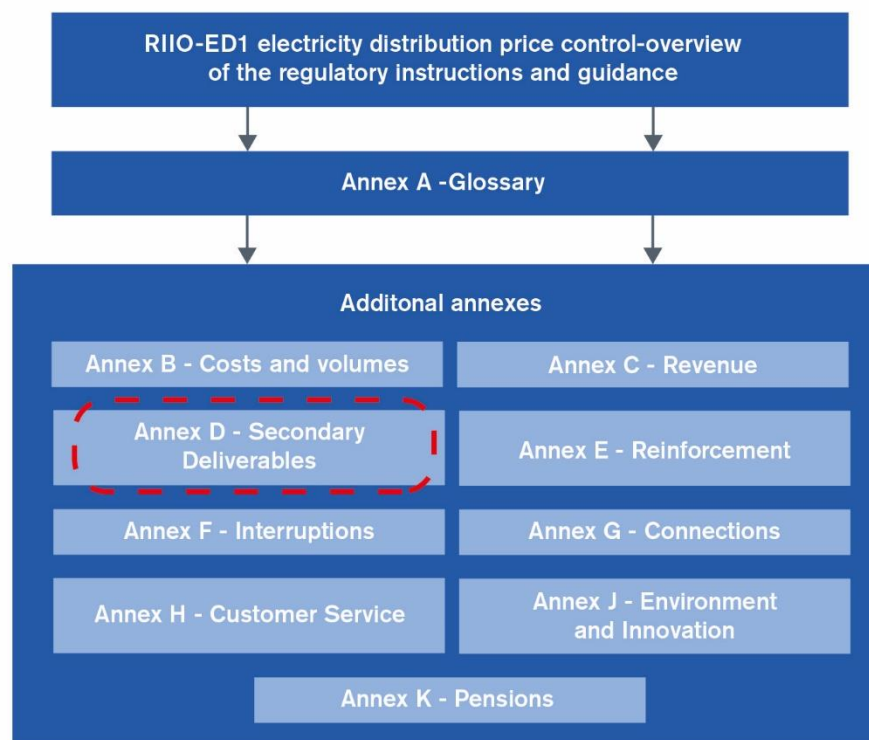 RIIO-ED1 electricity distribution price control-overview
of the regulatory instructions and guidance
Annex A -Glossary
Additonal annexes
Annex B - Costs and volumes
Annex C - Revenue
Annex D - Secondary
Deliverables
Annex E - Reinforcement
Annex F - Interruptions
Annex G - Connections
Annex H - Customer Service
Annex J - Environment
and Innovation
Annex K - Pensions